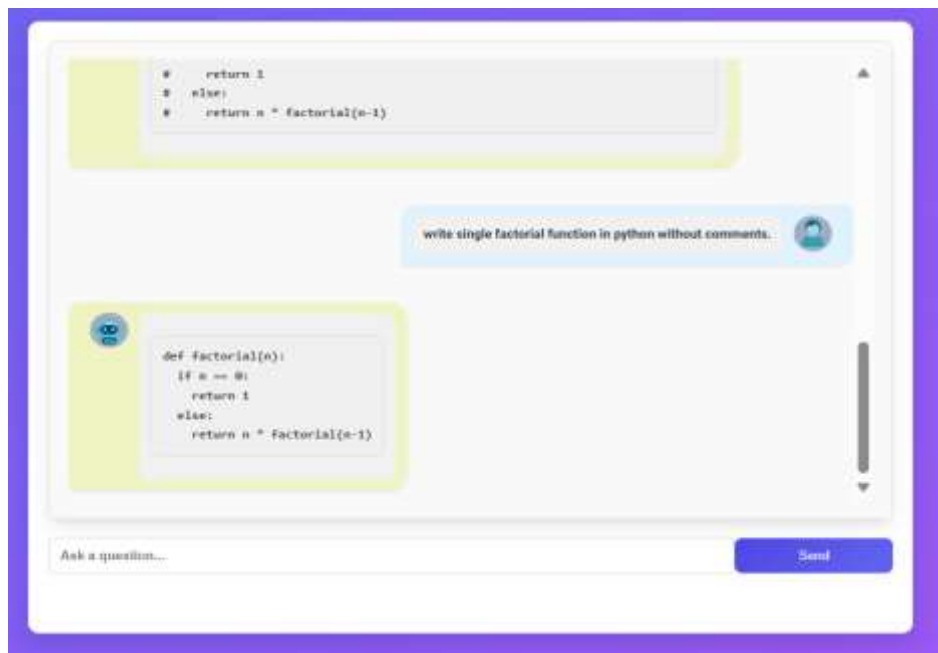 #     return 1
#   else:
#     return n * factorial(n-1)
write single factorial function in python without comments.
def factorial(n):
  if n == 0:
    return 1
  else:
    return n * factorial(n-1)
Ask a question...
Send